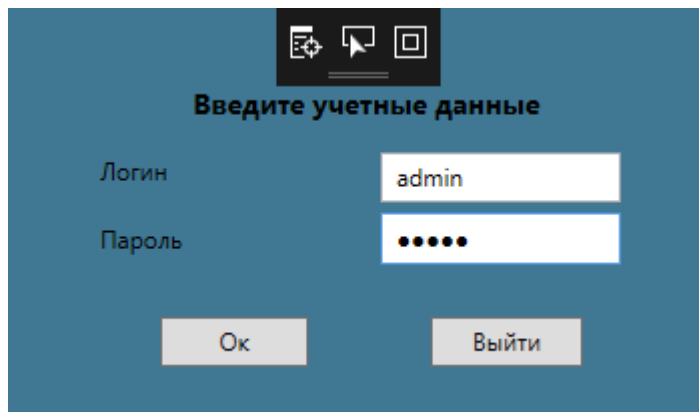 Введите учетные данные
Логин admin
Пароль •••••
Ок Выйти